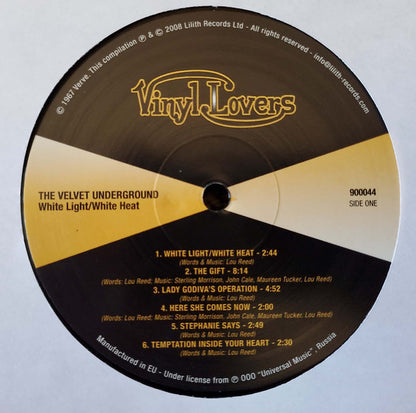 © 1967 Verve. This compilation ℗ & © 2008 Lilith Records Ltd - All rights reserved - info@lilith-records.com
Vinyl Lovers
THE VELVET UNDERGROUND
White Light/White Heat
900044
SIDE ONE
1. WHITE LIGHT/WHITE HEAT - 2:44
(Words & Music: Lou Reed)
2. THE GIFT - 8:14
(Words: Lou Reed; Music: Sterling Morrison, John Cale, Maureen Tucker, Lou Reed)
3. LADY GODIVA'S OPERATION - 4:52
(Words & Music: Lou Reed)
4. HERE SHE COMES NOW - 2:00
(Words: Lou Reed; Music: Sterling Morrison, John Cale, Maureen Tucker, Lou Reed)
5. STEPHANIE SAYS - 2:49
(Words & Music: Lou Reed)
6. TEMPTATION INSIDE YOUR HEART - 2:30
(Words & Music: Lou Reed)
Manufactured in EU - Under license from ℗ OOO "Universal Music", Russia